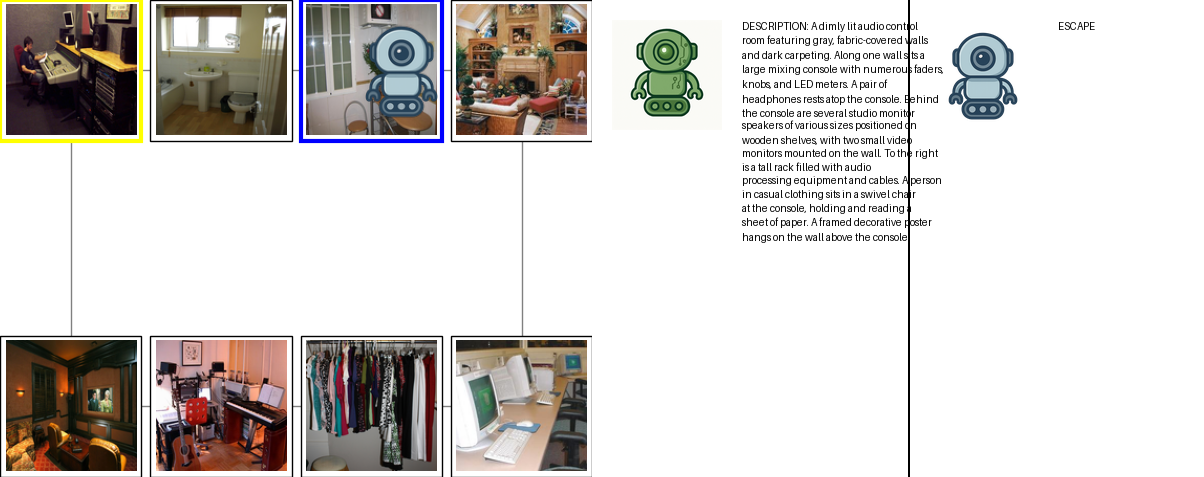 DESCRIPTION: A dimly lit audio control
room featuring gray, fabric-covered walls
and dark carpeting. Along one wall sits a
large mixing console with numerous faders,
knobs, and LED meters. A pair of
headphones rests atop the console. Behind
the console are several studio monitor
speakers of various sizes positioned on
wooden shelves, with two small video
monitors mounted on the wall. To the right
is a tall rack filled with audio
processing equipment and cables. A person
in casual clothing sits in a swivel chair
at the console, holding and reading a
sheet of paper. A framed decorative poster
hangs on the wall above the console.
ESCAPE